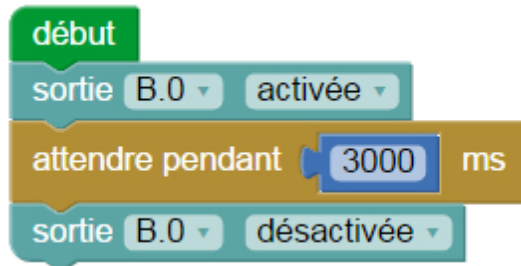 début
sortie B.0 activée
attendre pendant 3000 ms
sortie B.0 désactivée